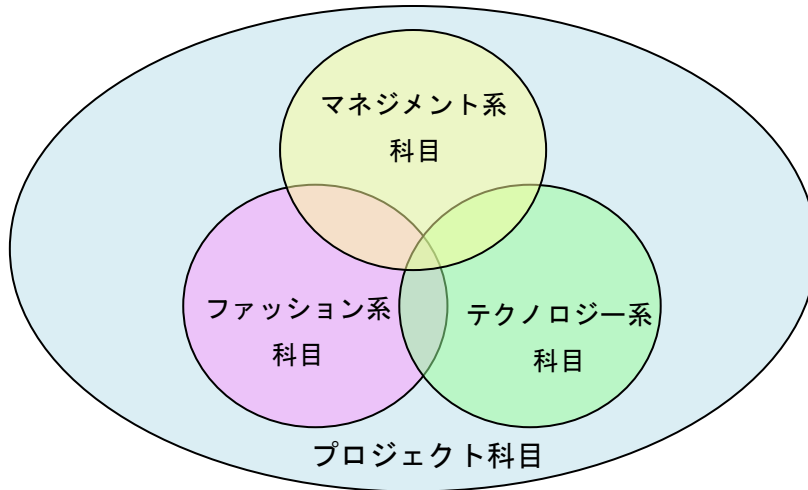 マネジメント系
科目
ファッション系
科目
テクノロジー系
科目
プロジェクト科目